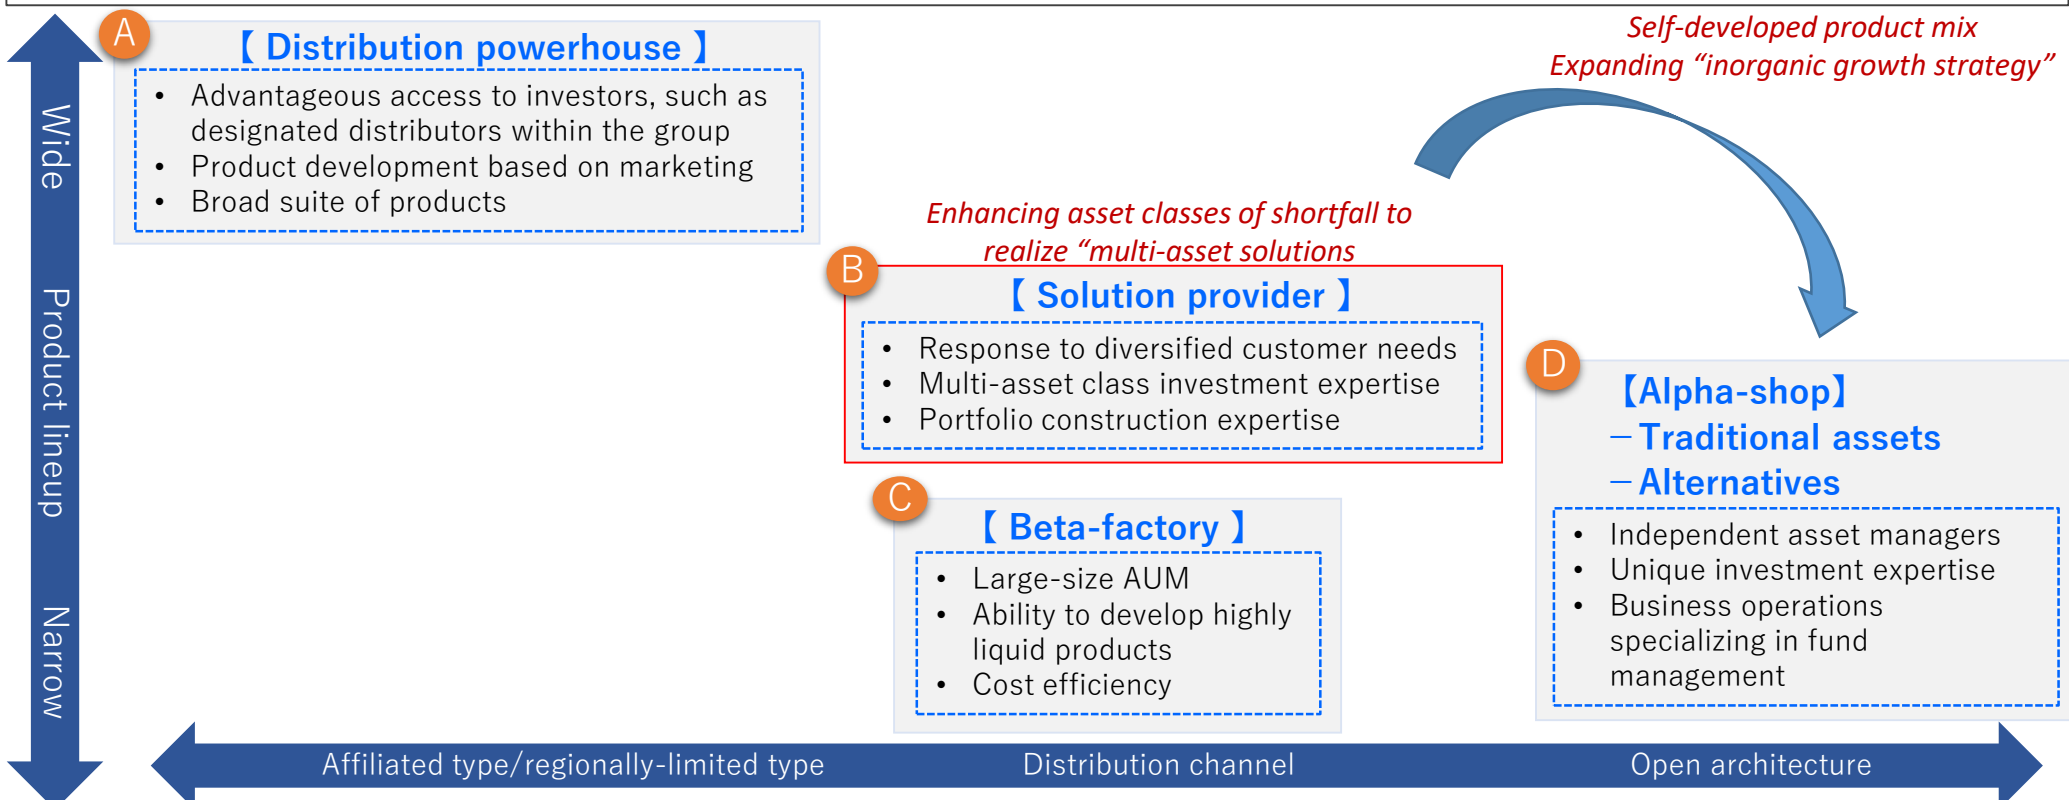 A
【 Distribution powerhouse 】
• Advantageous access to investors, such as
designated distributors within the group
• Product development based on marketing
• Broad suite of products
Self-developed product mix
Expanding “inorganic growth strategy”
Enhancing asset classes of shortfall to
realize “multi-asset solutions
B
【 Solution provider 】
• Response to diversified customer needs
• Multi-asset class investment expertise
• Portfolio construction expertise
C
【 Beta-factory 】
• Large-size AUM
• Ability to develop highly
liquid products
• Cost efficiency
D
【Alpha-shop】
– Traditional assets
– Alternatives
• Independent asset managers
• Unique investment expertise
• Business operations
specializing in fund
management
Wide
Product lineup
Narrow
Affiliated type/regionally-limited type
Distribution channel
Open architecture